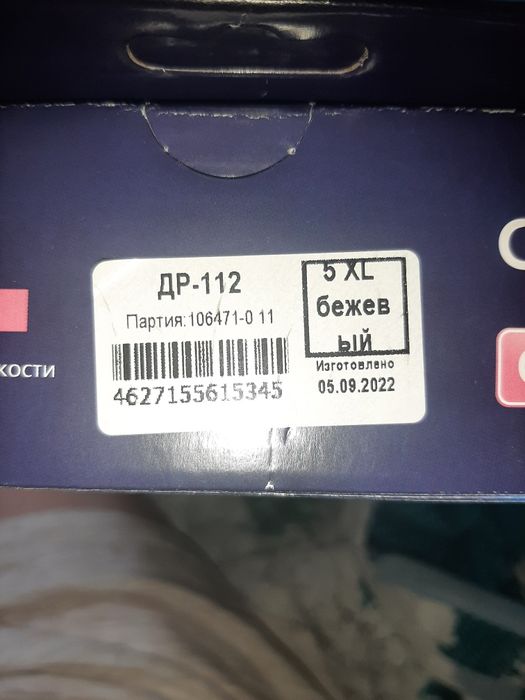 ДР-112
Партия:106471-0 11
4627155615345
5 XL
бежев
ый
Изготовлено
05.09.2022
кости